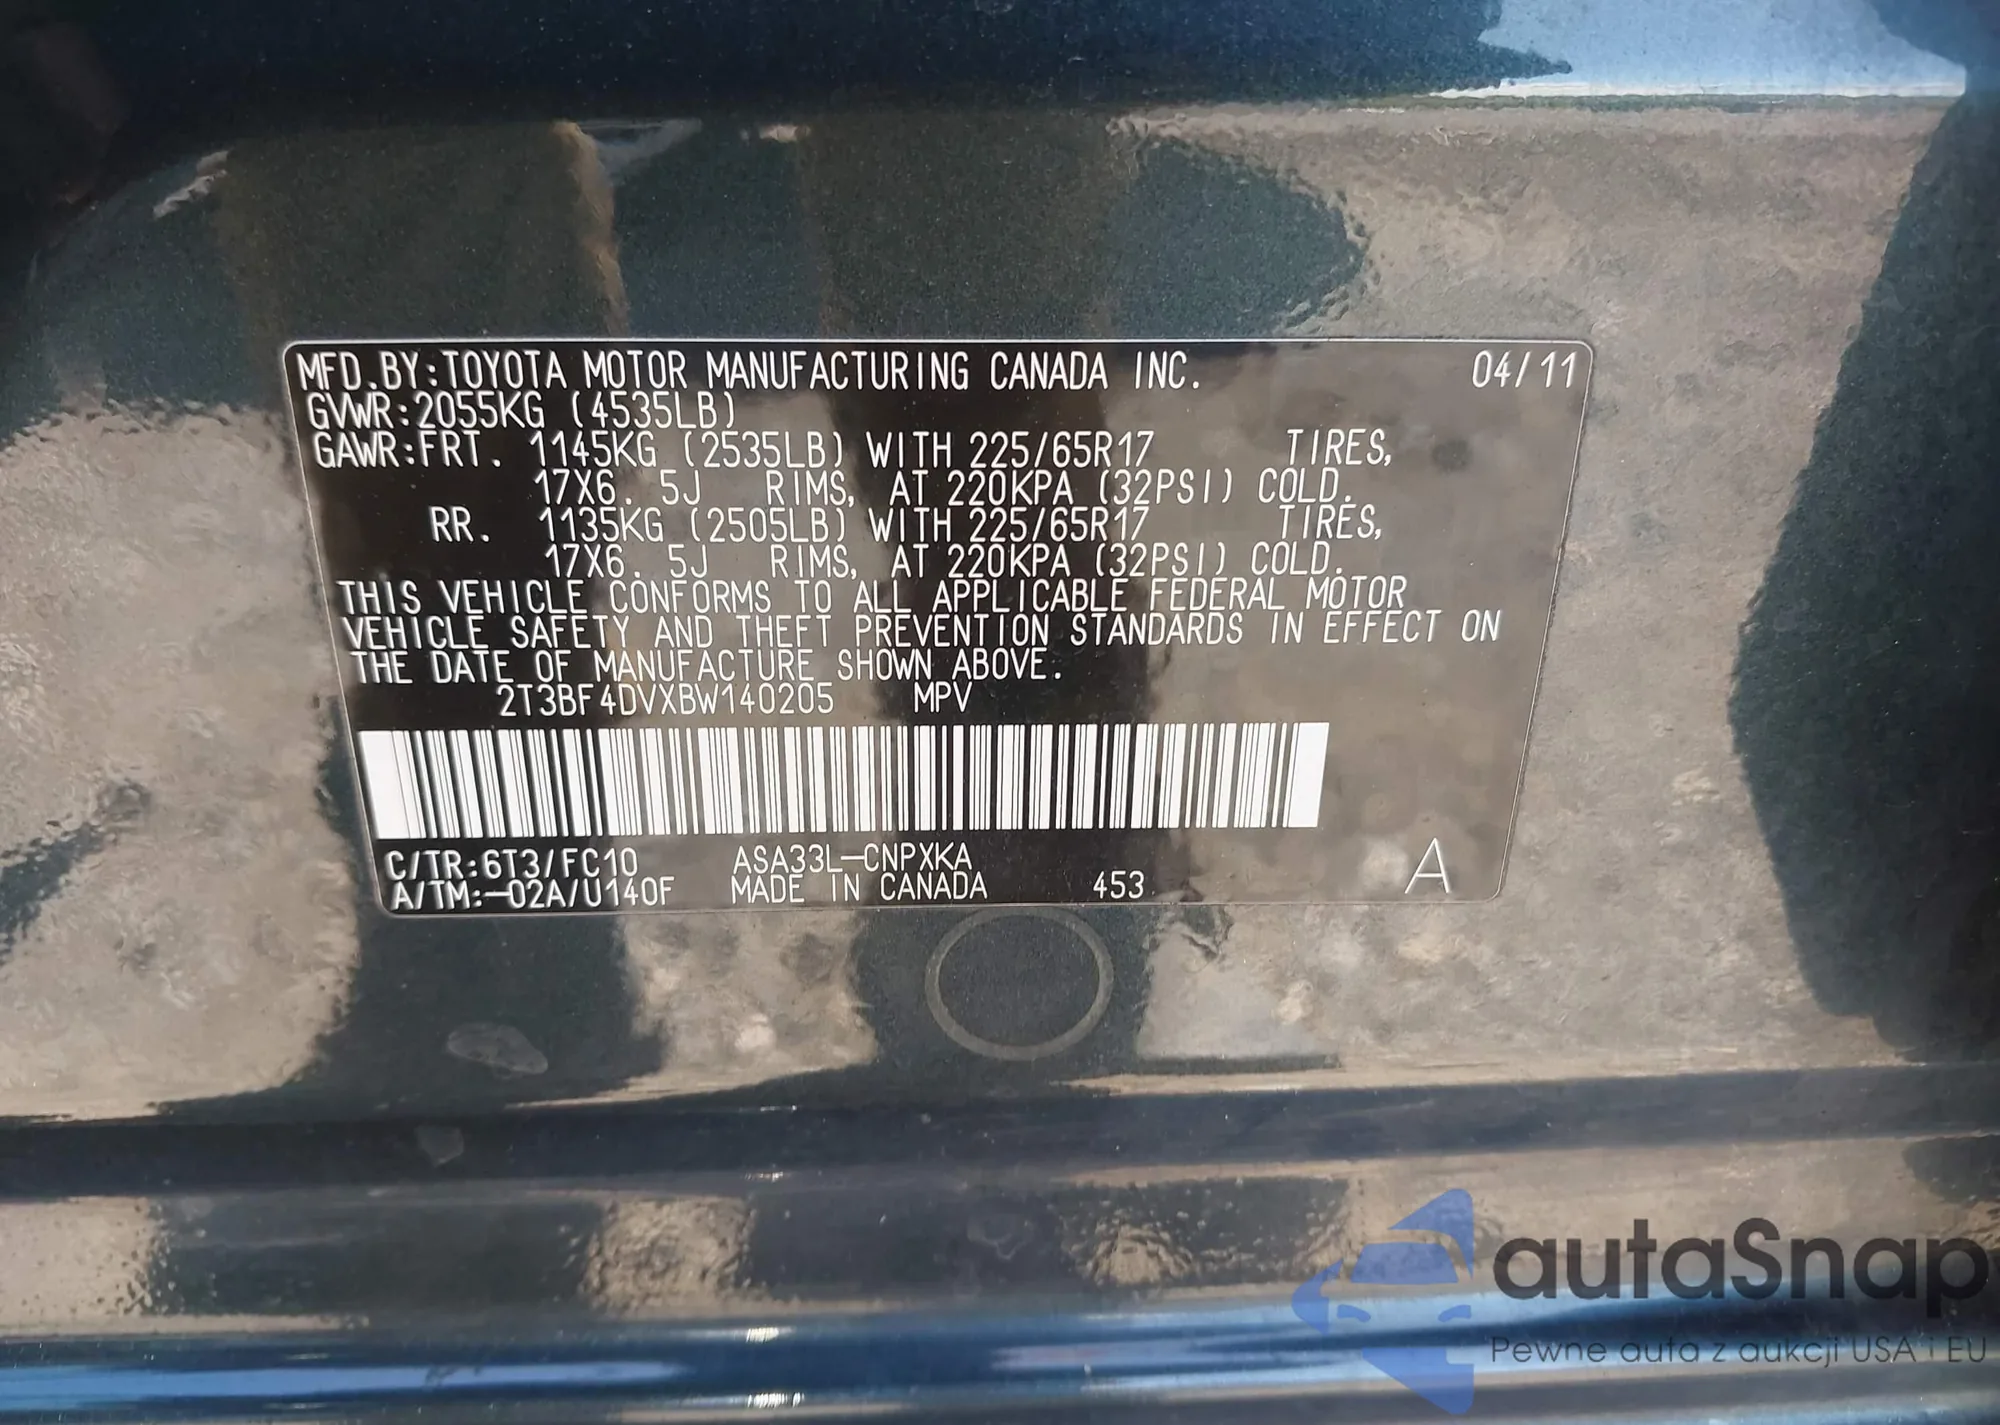 MFD.BY:TOYOTA MOTOR MANUFACTURING CANADA INC. 04/11
GVWR:2055KG (4535LB)
GAWR:FRT. 1145KG (2535LB) WITH 225/65R17 TIRES,
17X6. 5J RIMS, AT 220KPA (32PSI) COLD.
RR. 1135KG (2505LB) WITH 225/65R17 TIRES,
17X6. 5J RIMS, AT 220KPA (32PSI) COLD.
THIS VEHICLE CONFORMS TO ALL APPLICABLE FEDERAL MOTOR
VEHICLE SAFETY AND THEFT PREVENTION STANDARDS IN EFFECT ON
THE DATE OF MANUFACTURE SHOWN ABOVE.
2T3BF4DVXBW140205 MPV
C/TR:6T3/FC10 ASA33L-CNPXKA
A/TM:-02A/U140F MADE IN CANADA 453 A
autaSnap
Pewne auta z aukcji USA i EU